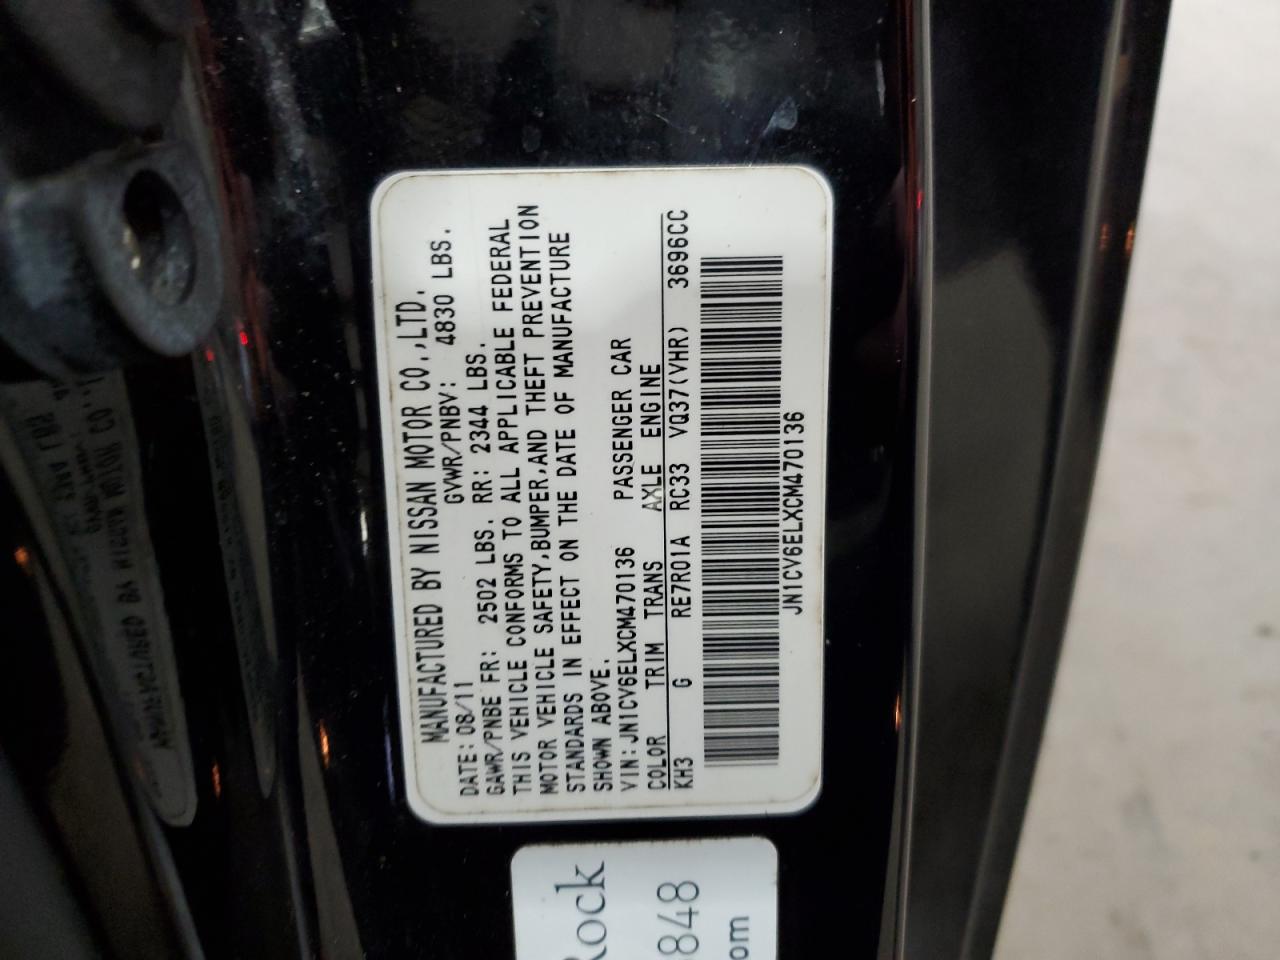 MANUFACTURED BY NISSAN MOTOR CO.,LTD.
DATE: 08/11 GVWR/PNBV: 4830 LBS.
GAWR/PNBE FR: 2502 LBS. RR: 2344 LBS.
THIS VEHICLE CONFORMS TO ALL APPLICABLE FEDERAL
MOTOR VEHICLE SAFETY,BUMPER,AND THEFT PREVENTION
STANDARDS IN EFFECT ON THE DATE OF MANUFACTURE
SHOWN ABOVE.
VIN:JN1CV6ELXCM470136 PASSENGER CAR
COLOR TRIM TRANS AXLE ENGINE
KH3 G RE7R01A RC33 VQ37(VHR) 3696CC
JN1CV6ELXCM470136
Rock
848
om